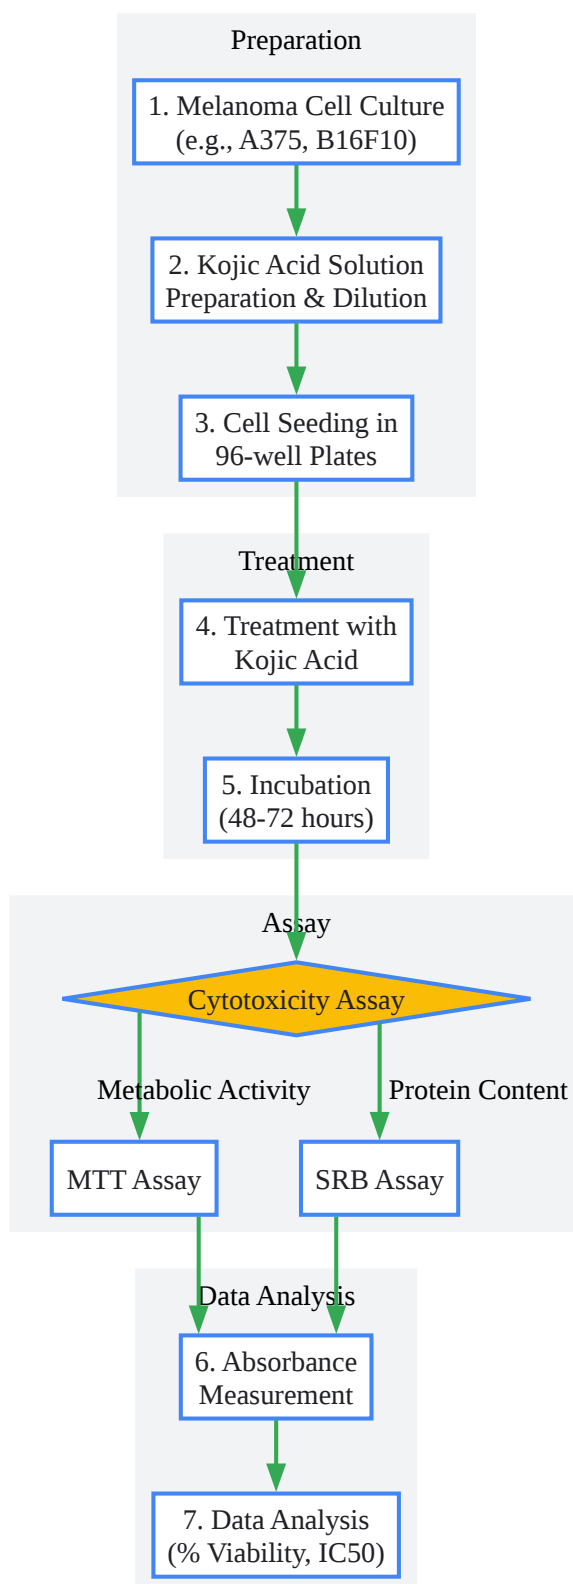 Preparation
1. Melanoma Cell Culture
(e.g., A375, B16F10)
2. Kojic Acid Solution
Preparation & Dilution
3. Cell Seeding in
96-well Plates
Treatment
4. Treatment with
Kojic Acid
5. Incubation
(48-72 hours)
Assay
Cytotoxicity Assay
Metabolic Activity
Protein Content
MTT Assay
SRB Assay
Data Analysis
6. Absorbance
Measurement
7. Data Analysis
(% Viability, IC50)